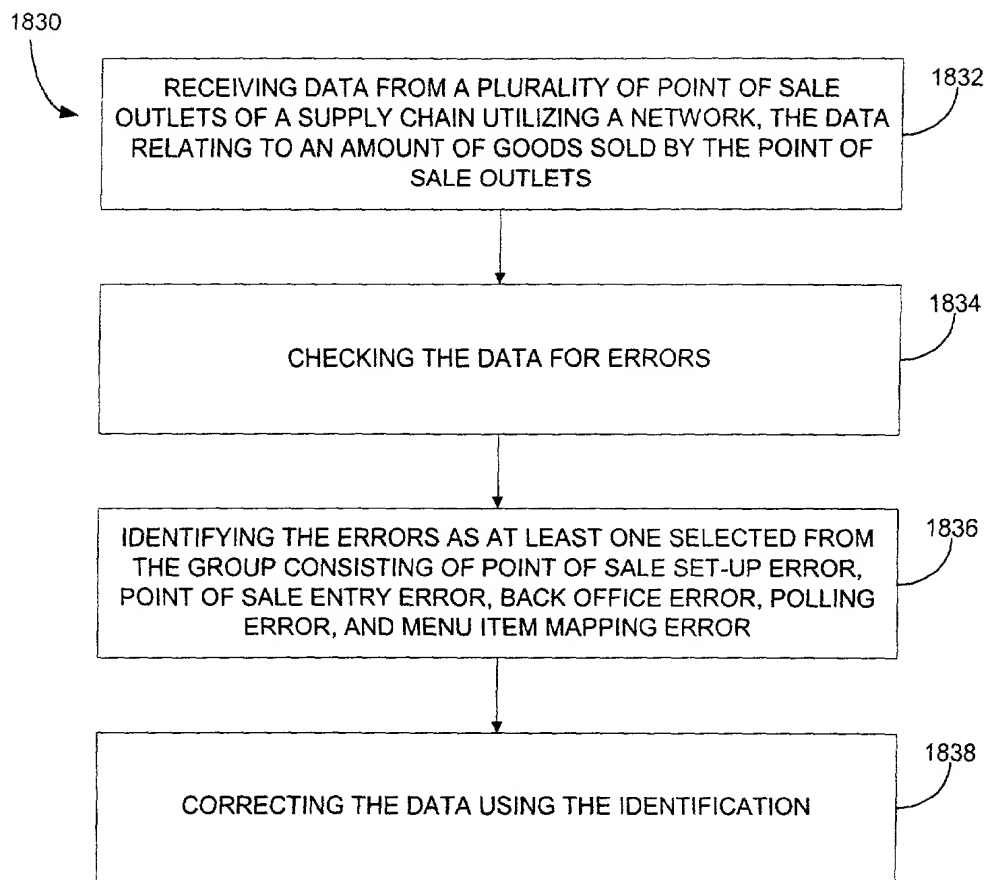 1830
RECEIVING DATA FROM A PLURALITY OF POINT OF SALE
OUTLETS OF A SUPPLY CHAIN UTILIZING A NETWORK, THE DATA
RELATING TO AN AMOUNT OF GOODS SOLD BY THE POINT OF
SALE OUTLETS
1832
CHECKING THE DATA FOR ERRORS
1834
IDENTIFYING THE ERRORS AS AT LEAST ONE SELECTED FROM
THE GROUP CONSISTING OF POINT OF SALE SET-UP ERROR,
POINT OF SALE ENTRY ERROR, BACK OFFICE ERROR, POLLING
ERROR, AND MENU ITEM MAPPING ERROR
1836
CORRECTING THE DATA USING THE IDENTIFICATION
1838